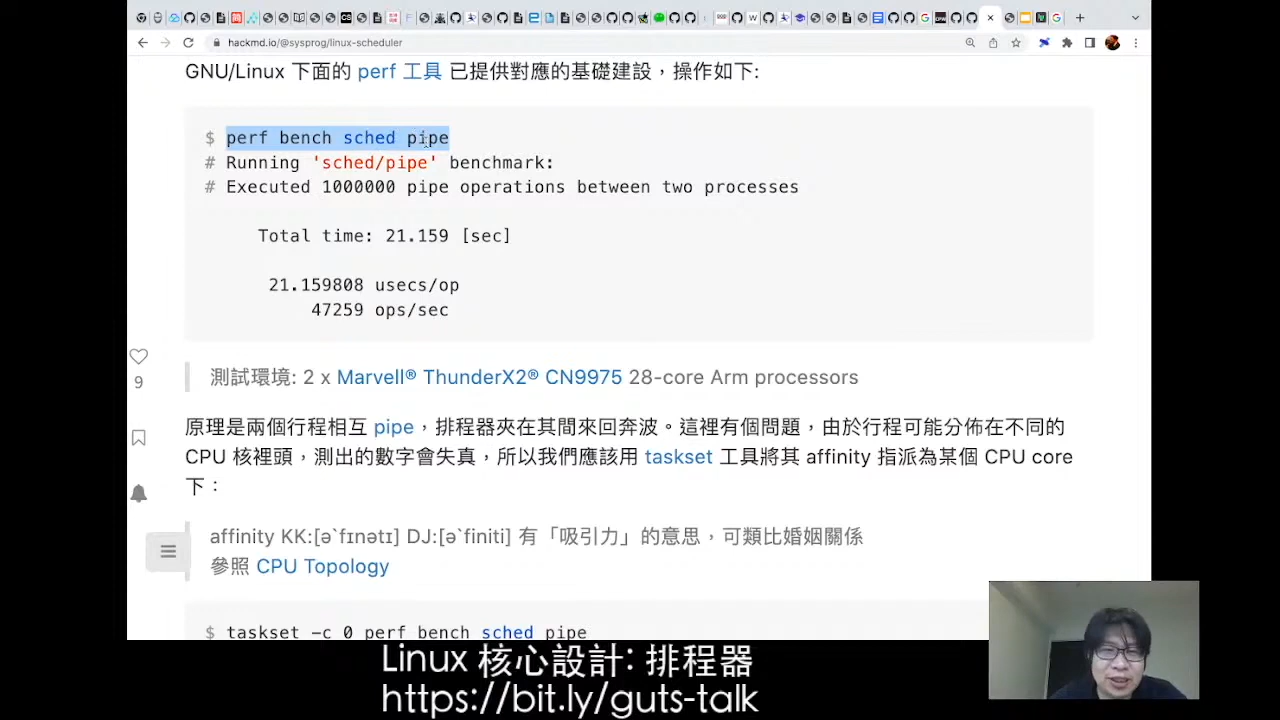 hackmd.io/@sysprog/linux-scheduler
GNU/Linux 下面的 perf 工具 已提供對應的基礎建設，操作如下:
$ perf bench sched pipe
# Running 'sched/pipe' benchmark:
# Executed 1000000 pipe operations between two processes
Total time: 21.159 [sec]
21.159808 usecs/op
47259 ops/sec
9
測試環境: 2 x Marvell® ThunderX2® CN9975 28-core Arm processors
原理是兩個行程相互 pipe，排程器夾在其間來回奔波。這裡有個問題，由於行程可能分佈在不同的
CPU 核裡頭，測出的數字會失真，所以我們應該用 taskset 工具將其 affinity 指派為某個 CPU core
下：
affinity KK:[ə`fɪnətɪ] DJ:[ə`finiti] 有「吸引力」的意思，可類比婚姻關係
參照 CPU Topology
$ taskset -c 0 perf bench sched pipe
Linux 核心設計: 排程器
https://bit.ly/guts-talk